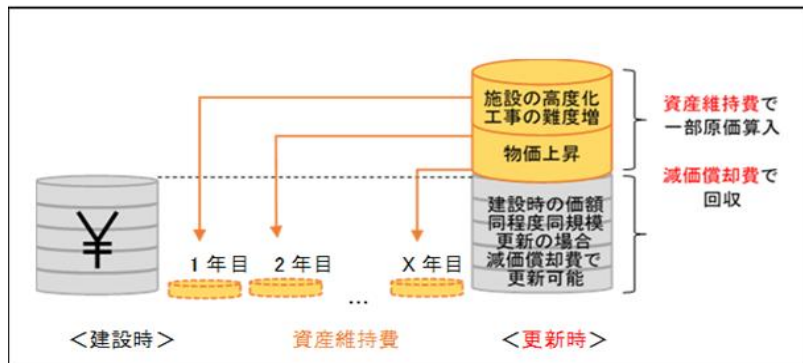 施設の高度化
工事の難度増
物価上昇
資産維持費で
一部原価算入
減価償却費で
回収
¥
建設時の価額
同程度同規模
更新の場合
減価償却費で
更新可能
1 年目
2 年目
…
X 年目
＜建設時＞
資産維持費
＜更新時＞